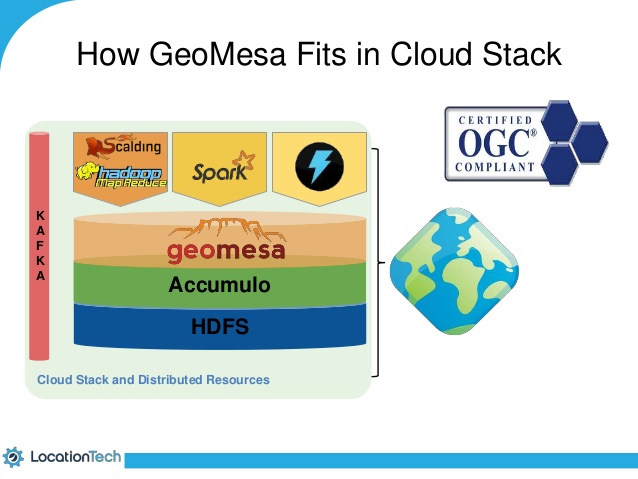 How GeoMesa Fits in Cloud Stack
CERTIFIED
OGC®
COMPLIANT
Scalding
hadoop
MapReduce
Spark
K
A
F
K
A
geomesa
Accumulo
HDFS
Cloud Stack and Distributed Resources
LocationTech